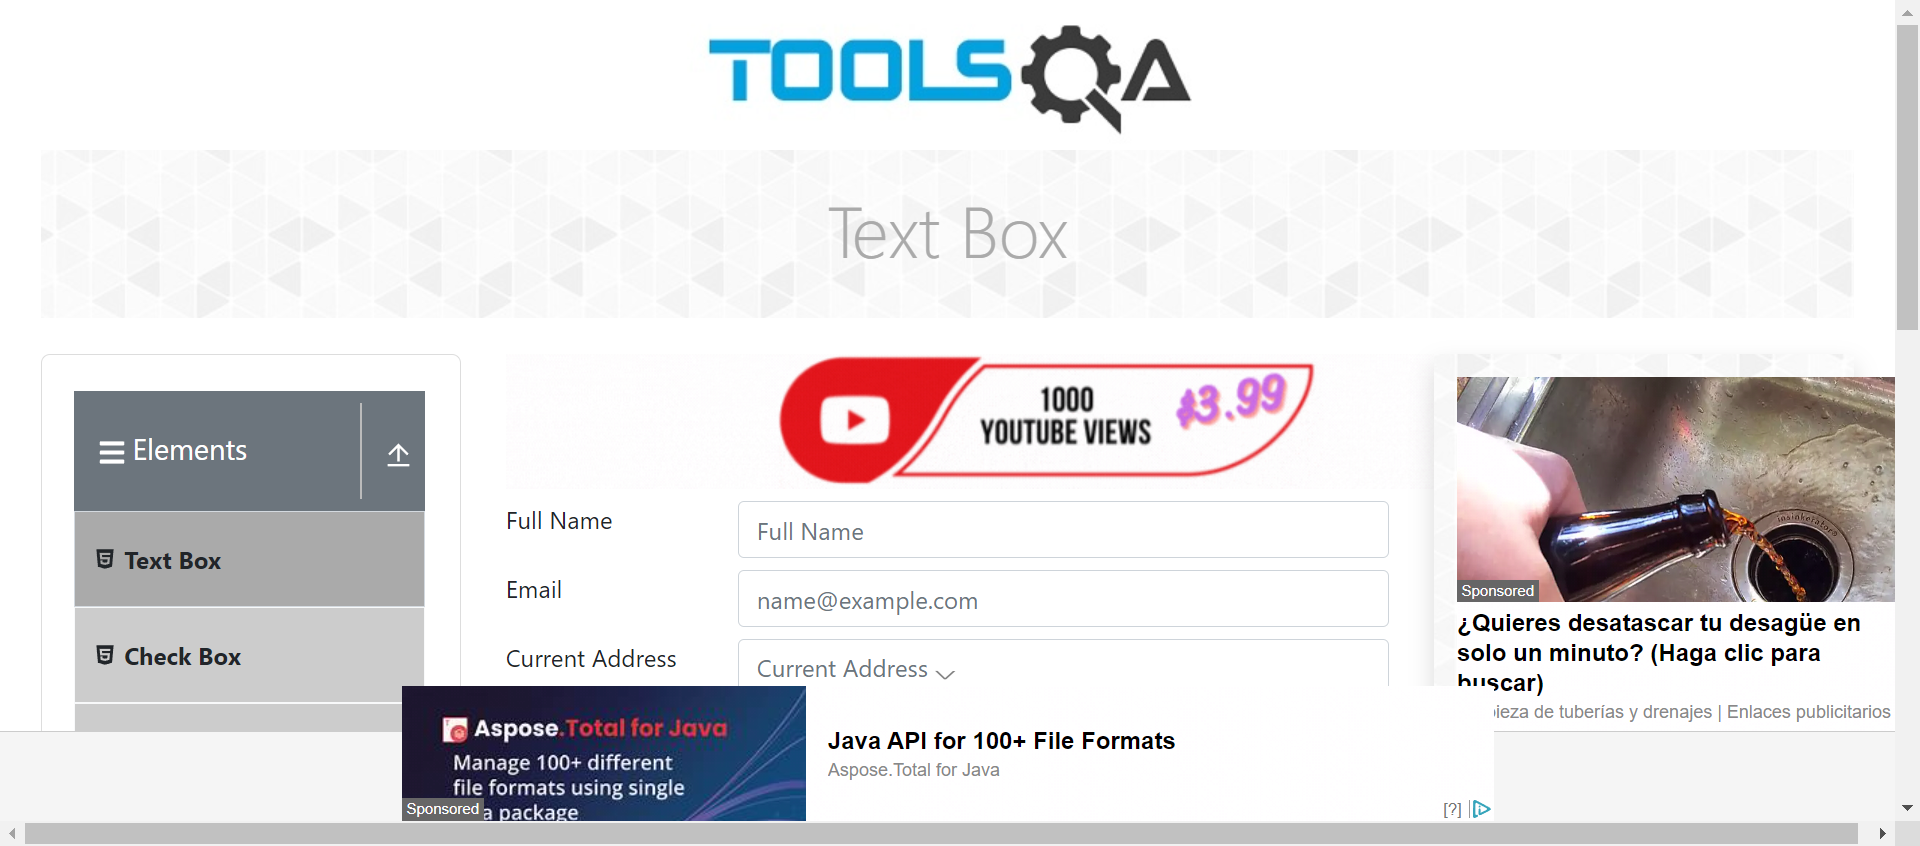 TOOLSQA
Text Box
Elements
Text Box
Check Box
1000
YOUTUBE VIEWS
$3.99
Full Name
Full Name
Email
name@example.com
Current Address
Current Address
insinkerator
Sponsored
¿Quieres desatascar tu desagüe en
solo un minuto? (Haga clic para
buscar)
de tuberías y drenajes | Enlaces publicitarios
Aspose.Total for Java
Manage 100+ different
file formats using single
package
Sponsored
Java API for 100+ File Formats
Aspose.Total for Java
[?]